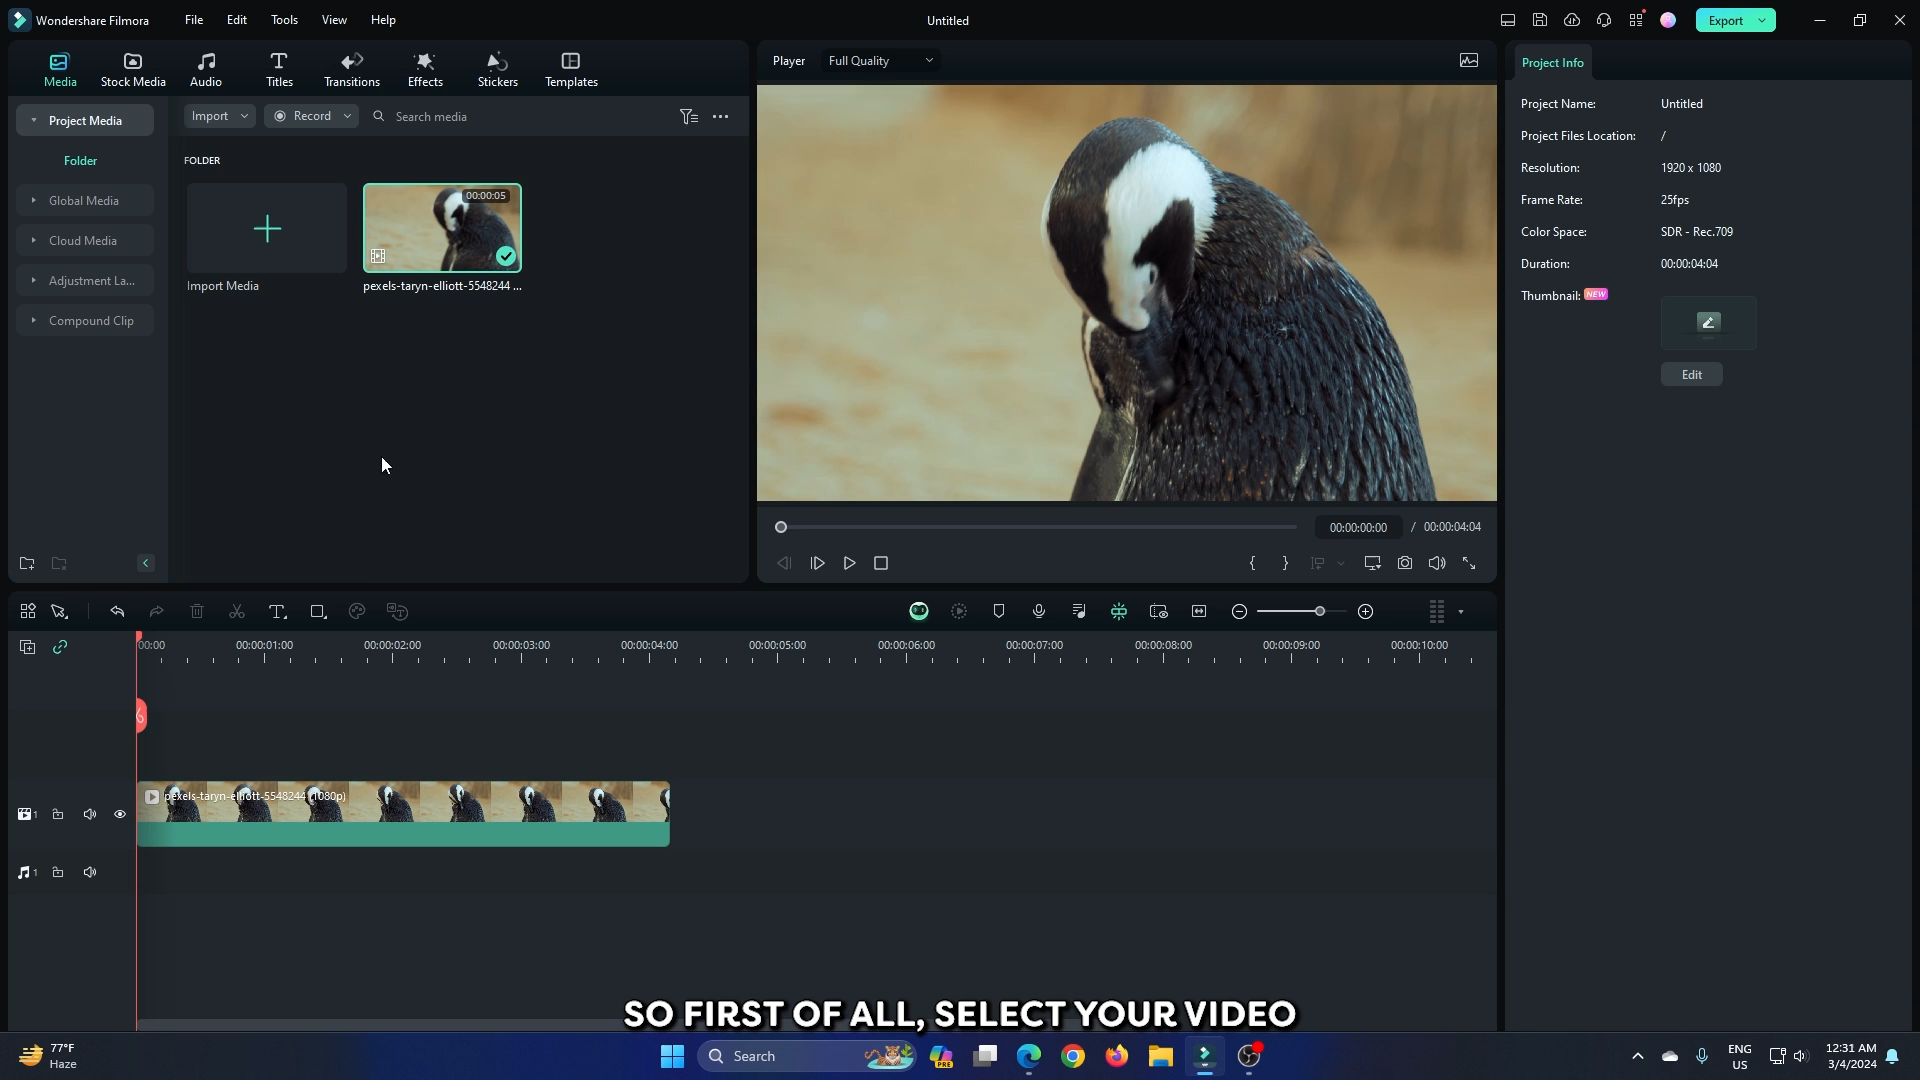 Wondershare Filmora File Edit Tools View Help Untitled Export
Media Stock Media Audio Titles Transitions Effects Stickers Templates
Project Media
Folder
Global Media
Cloud Media
Adjustment La...
Compound Clip
Import Record Search media
FOLDER
00:00:05
Import Media pexels-taryn-elliott-5548244 ...
Player Full Quality
00:00:00:00 / 00:00:04:04
Project Info
Project Name: Untitled
Project Files Location: /
Resolution: 1920 x 1080
Frame Rate: 25fps
Color Space: SDR - Rec.709
Duration: 00:00:04:04
Thumbnail: NEW
Edit
00:00 00:00:01:00 00:00:02:00 00:00:03:00 00:00:04:00 00:00:05:00 00:00:06:00 00:00:07:00 00:00:08:00 00:00:09:00 00:00:10:00
pexels-taryn-elliott-5548244 (1080p)
1
1
SO FIRST OF ALL, SELECT YOUR VIDEO
77°F
Haze
Search
PRE
ENG
US
12:31 AM
3/4/2024